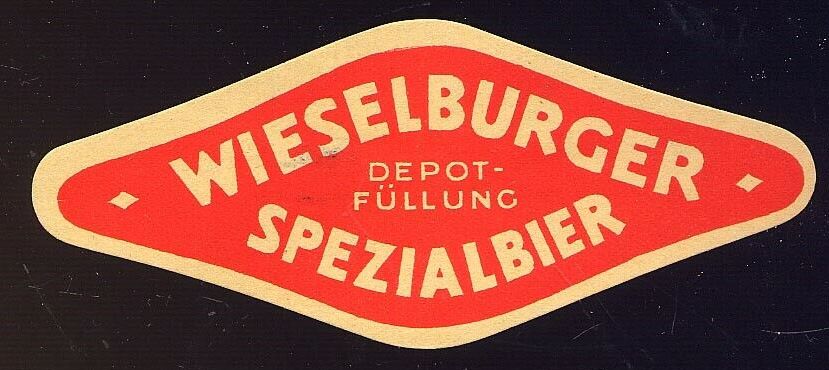 WIESELBURGER
DEPOT-
FÜLLUNG
SPEZIALBIER